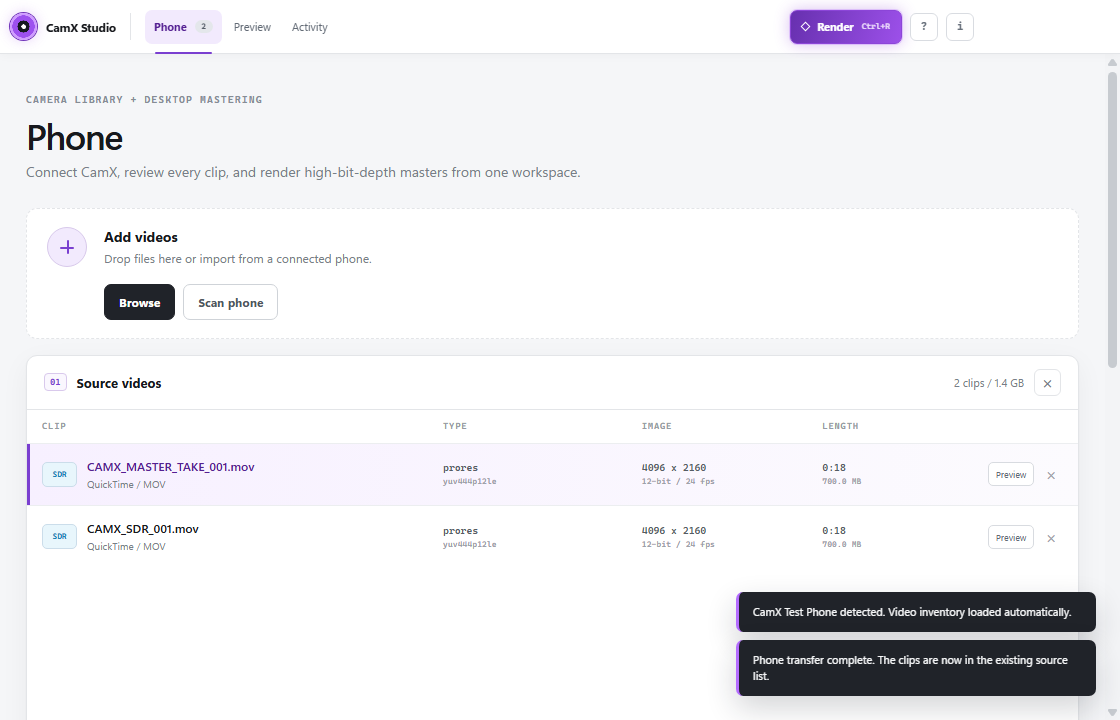 CamX Studio
Phone 2
Preview
Activity
Render Ctrl+R
?
i
CAMERA LIBRARY + DESKTOP MASTERING
Phone
Connect CamX, review every clip, and render high-bit-depth masters from one workspace.
Add videos
Drop files here or import from a connected phone.
Browse
Scan phone
01 Source videos
2 clips / 1.4 GB
CLIP TYPE IMAGE LENGTH
SDR
CAMX_MASTER_TAKE_001.mov
QuickTime / MOV
prores
yuv444p12le
4096 x 2160
12-bit / 24 fps
0:18
700.0 MB
Preview
SDR
CAMX_SDR_001.mov
QuickTime / MOV
prores
yuv444p12le
4096 x 2160
12-bit / 24 fps
0:18
700.0 MB
Preview
CamX Test Phone detected. Video inventory loaded automatically.
Phone transfer complete. The clips are now in the existing source
list.